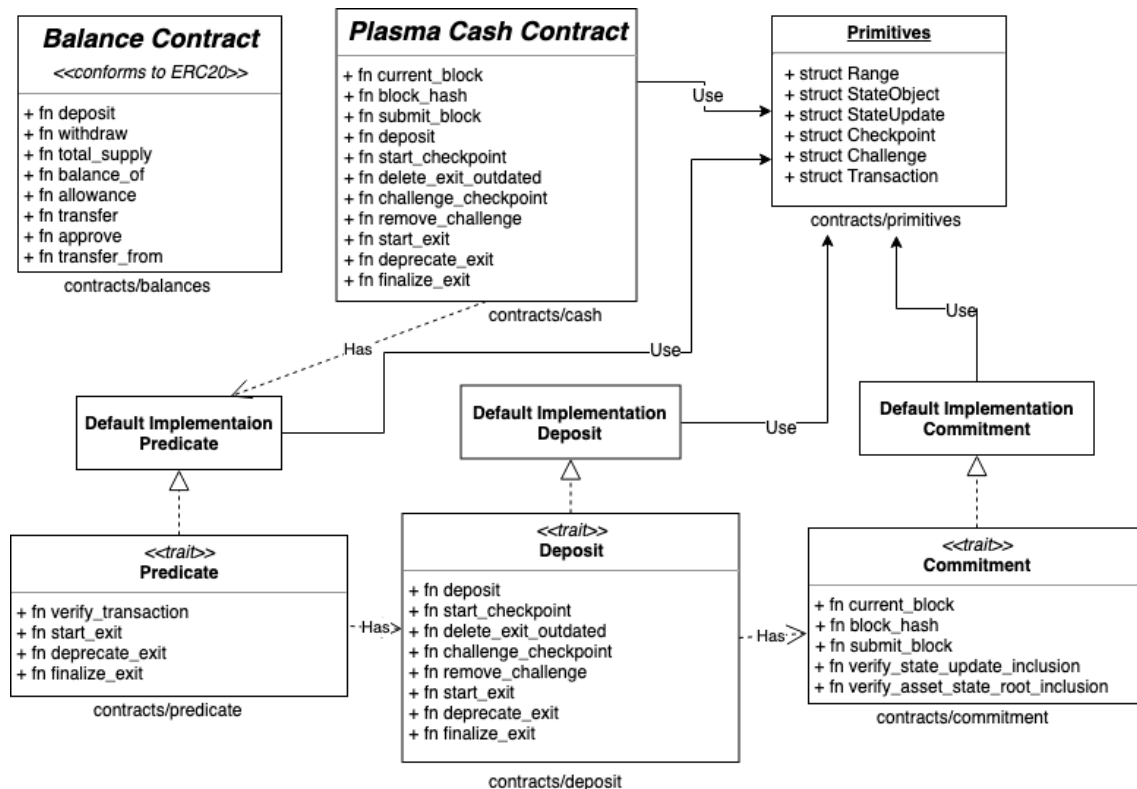 Balance Contract
<<conforms to ERC20>>
+ fn deposit
+ fn withdraw
+ fn total_supply
+ fn balance_of
+ fn allowance
+ fn transfer
+ fn approve
+ fn transfer_from
contracts/balances
Plasma Cash Contract
+ fn current_block
+ fn block_hash
+ fn submit_block
+ fn deposit
+ fn start_checkpoint
+ fn delete_exit_outdated
+ fn challenge_checkpoint
+ fn remove_challenge
+ fn start_exit
+ fn deprecate_exit
+ fn finalize_exit
contracts/cash
Use
Primitives
+ struct Range
+ struct StateObject
+ struct StateUpdate
+ struct Checkpoint
+ struct Challenge
+ struct Transaction
contracts/primitives
Has
Use
Use
Use
Default Implementaion
Predicate
Default Implementation
Deposit
Default Implementation
Commitment
<<trait>>
Predicate
+ fn verify_transaction
+ fn start_exit
+ fn deprecate_exit
+ fn finalize_exit
contracts/predicate
Has
<<trait>>
Deposit
+ fn deposit
+ fn start_checkpoint
+ fn delete_exit_outdated
+ fn challenge_checkpoint
+ fn remove_challenge
+ fn start_exit
+ fn deprecate_exit
+ fn finalize_exit
contracts/deposit
Has
<<trait>>
Commitment
+ fn current_block
+ fn block_hash
+ fn submit_block
+ fn verify_state_update_inclusion
+ fn verify_asset_state_root_inclusion
contracts/commitment